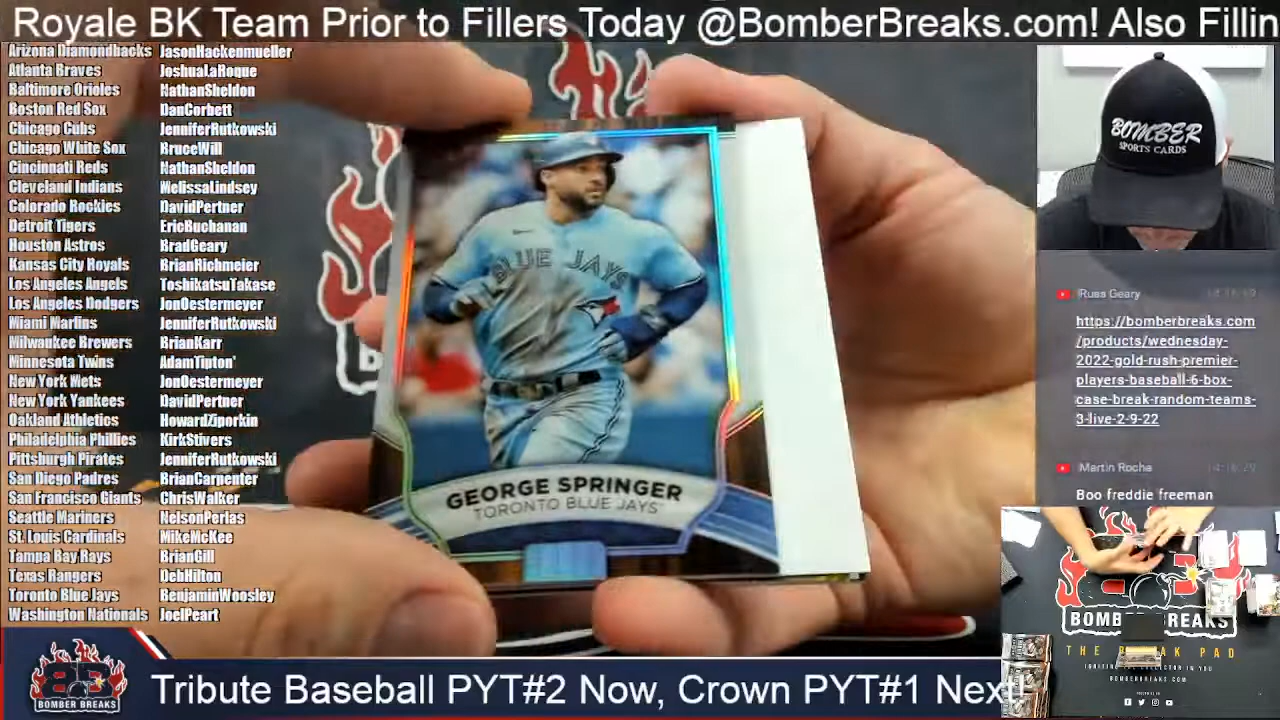 Royale BK Team Prior to Fillers Today @BomberBreaks.com! Also Fillin
Arizona Diamondbacks JasonHackenmueller
Atlanta Braves JoshuaLaRoque
Baltimore Orioles NathanSheldon
Boston Red Sox DanCorbett
Chicago Cubs JenniferRutkowski
Chicago White Sox BruceWill
Cincinnati Reds NathanSheldon
Cleveland Indians MelissaLindsey
Colorado Rockies DavidPertner
Detroit Tigers EricBuchanan
Houston Astros BradGeary
Kansas City Royals BrianRichmeier
Los Angeles Angels ToshikatsuTakase
Los Angeles Dodgers JonOestermeyer
Miami Marlins JenniferRutkowski
Milwaukee Brewers BrianKarr
Minnesota Twins AdamTipton*
New York Mets JonOestermeyer
New York Yankees DavidPertner
Oakland Athletics HowardZiporkin
Philadelphia Phillies KirkStivers
Pittsburgh Pirates JenniferRutkowski
San Diego Padres BrianCarpenter
San Francisco Giants ChrisWalker
Seattle Mariners NelsonPerlas
St. Louis Cardinals MikeMcKee
Tampa Bay Rays BrianGill
Texas Rangers DebHilton
Toronto Blue Jays BenjaminWoosley
Washington Nationals JoelPeart
BLUE JAYS
GEORGE SPRINGER
TORONTO BLUE JAYS
BOMBER
SPORTS CARDS
Russ Geary
https://bomberbreaks.com
/products/wednesday-
2022-gold-rush-premier-
players-baseball-6-box-
case-break-random-teams-
3-live-2-9-22
Martin Rocha
Boo freddie freeman
BOMB REAKS
THE BREAK PAD
BOMBERBREAKS.COM
BOMBER BREAKS
Tribute Baseball PYT#2 Now, Crown PYT#1 Next!!